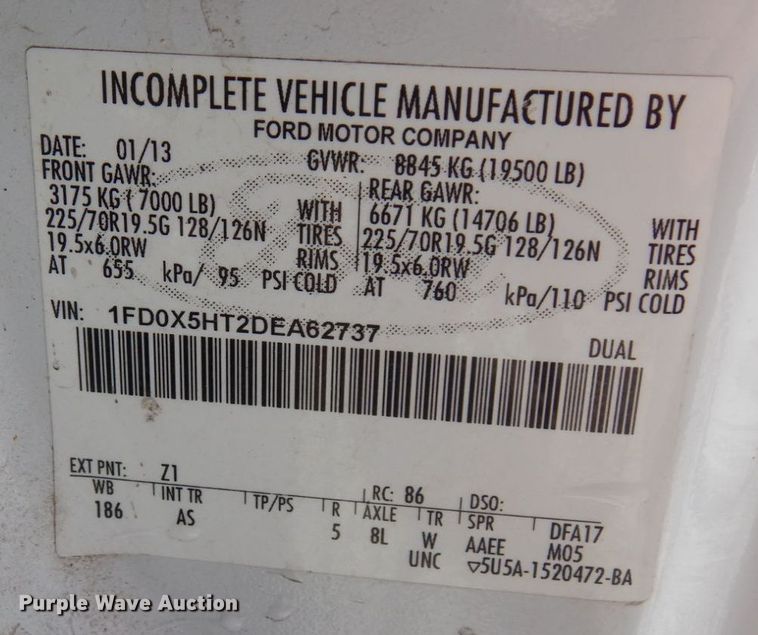 INCOMPLETE VEHICLE MANUFACTURED BY
FORD MOTOR COMPANY
DATE: 01/13 GVWR: 8845 KG (19500 LB)
FRONT GAWR: REAR GAWR:
3175 KG ( 7000 LB) WITH 6671 KG (14706 LB) WITH
225/70R19.5G 128/126N TIRES 225/70R19.5G 128/126N TIRES
19.5x6.0RW RIMS 19.5x6.0RW RIMS
AT 655 kPa/ 95 PSI COLD AT 760 kPa/110 PSI COLD
VIN: 1FD0X5HT2DEA62737
DUAL
EXT PNT: Z1 RC: 86 DSO:
WB INT TR TP/PS R AXLE TR SPR DFA17
186 AS 5 8L W AAEE M05
UNC ▽5U5A-1520472-BA
Purple Wave Auction